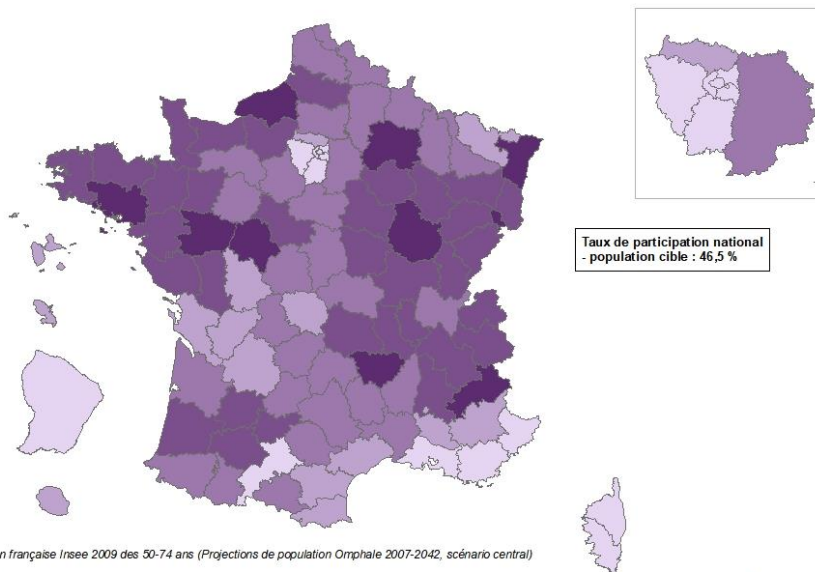 Taux de participation national
- population cible : 46,5 %
n française Insee 2009 des 50-74 ans (Projections de population Omphale 2007-2042, scénario central)